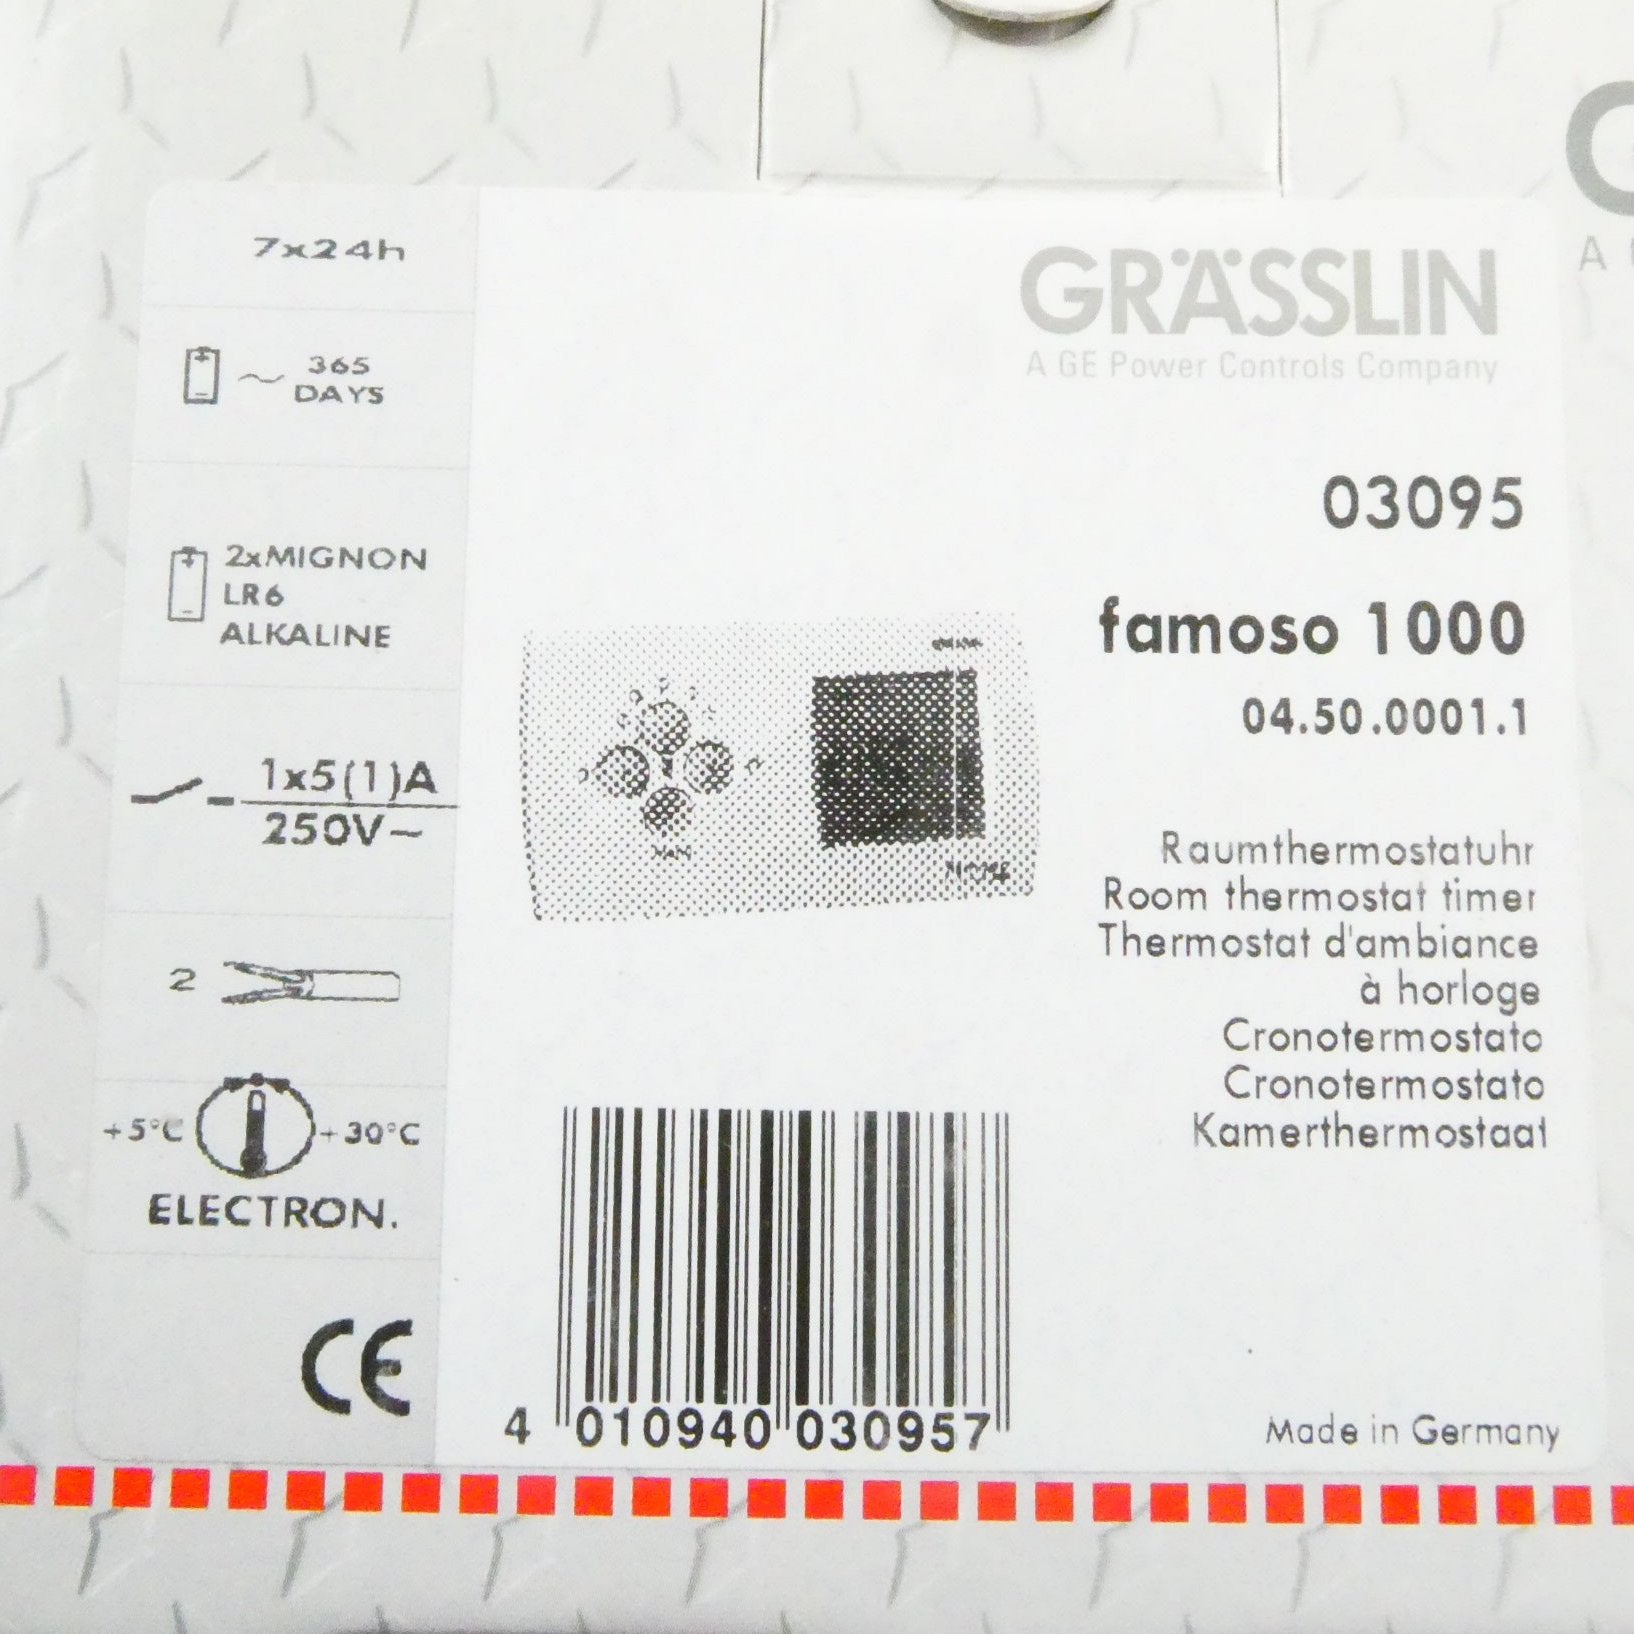 7x24h
~ 365
DAYS
2xMIGNON
LR6
ALKALINE
1x5(1)A
250V~
2
+5°C +30°C
ELECTRON.
CE
GRÄSSLIN
A GE Power Controls Company
03095
famoso 1000
04.50.0001.1
Raumthermostatuhr
Room thermostat timer
Thermostat d'ambiance
à horloge
Cronotermostato
Cronotermostato
Kamerthermostaat
4 010940 030957
Made in Germany